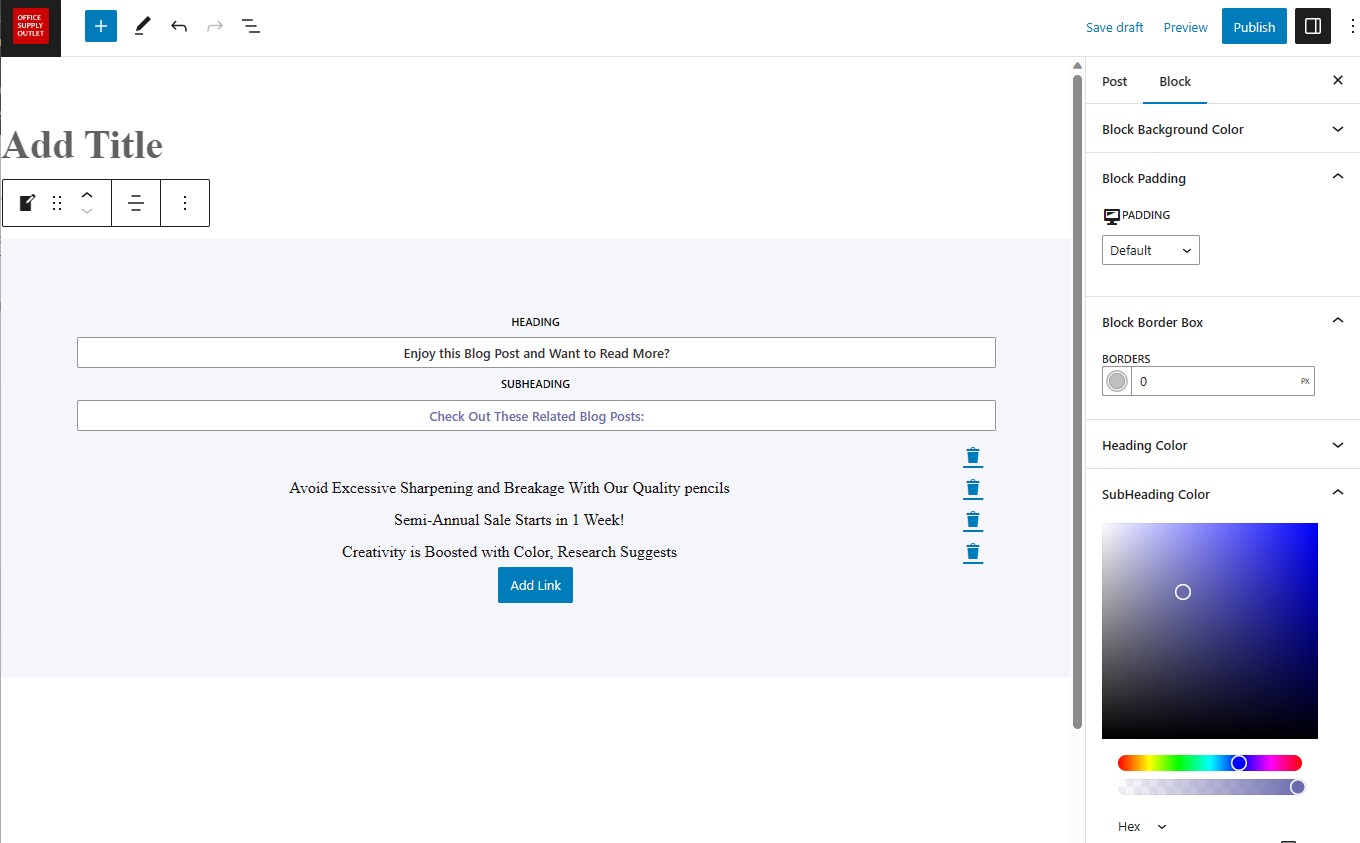 OFFICE
SUPPLY
OUTLET
Save draft
Preview
Publish
Add Title
HEADING
Enjoy this Blog Post and Want to Read More?
SUBHEADING
Check Out These Related Blog Posts:
Avoid Excessive Sharpening and Breakage With Our Quality pencils
Semi-Annual Sale Starts in 1 Week!
Creativity is Boosted with Color, Research Suggests
Add Link
Post
Block
Block Background Color
Block Padding
PADDING
Default
Block Border Box
BORDERS
0 PX
Heading Color
SubHeading Color
Hex